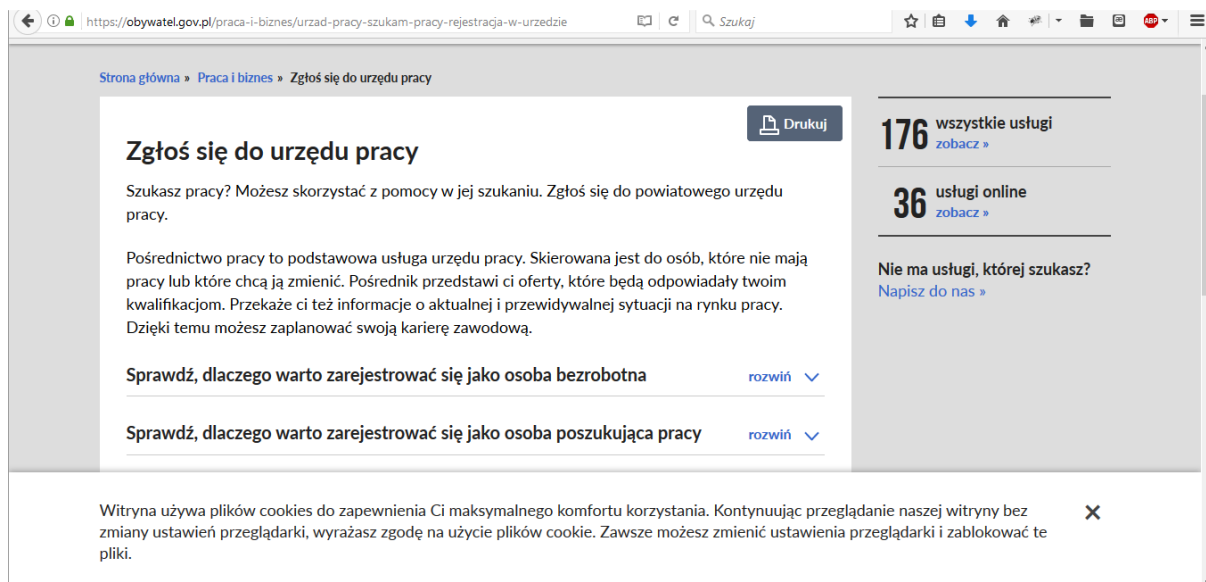 https://obywatel.gov.pl/praca-i-biznes/urzad-pracy-szukam-pracy-rejestracja-w-urzedzie
Szukaj
ABP
Strona główna » Praca i biznes » Zgłoś się do urzędu pracy
Drukuj
Zgłoś się do urzędu pracy
Szukasz pracy? Możesz skorzystać z pomocy w jej szukaniu. Zgłoś się do powiatowego urzędu
pracy.
Pośrednictwo pracy to podstawowa usługa urzędu pracy. Skierowana jest do osób, które nie mają
pracy lub które chcą ją zmienić. Pośrednik przedstawi ci oferty, które będą odpowiadały twoim
kwalifikacjom. Przekaże ci też informacje o aktualnej i przewidywalnej sytuacji na rynku pracy.
Dzięki temu możesz zaplanować swoją karierę zawodową.
Sprawdź, dlaczego warto zarejestrować się jako osoba bezrobotna rozwiń
Sprawdź, dlaczego warto zarejestrować się jako osoba poszukująca pracy rozwiń
176 wszystkie usługi
zobacz »
36 usługi online
zobacz »
Nie ma usługi, której szukasz?
Napisz do nas »
Witryna używa plików cookies do zapewnienia Ci maksymalnego komfortu korzystania. Kontynuując przeglądanie naszej witryny bez
zmiany ustawień przeglądarki, wyrażasz zgodę na użycie plików cookie. Zawsze możesz zmienić ustawienia przeglądarki i zablokować te
pliki.